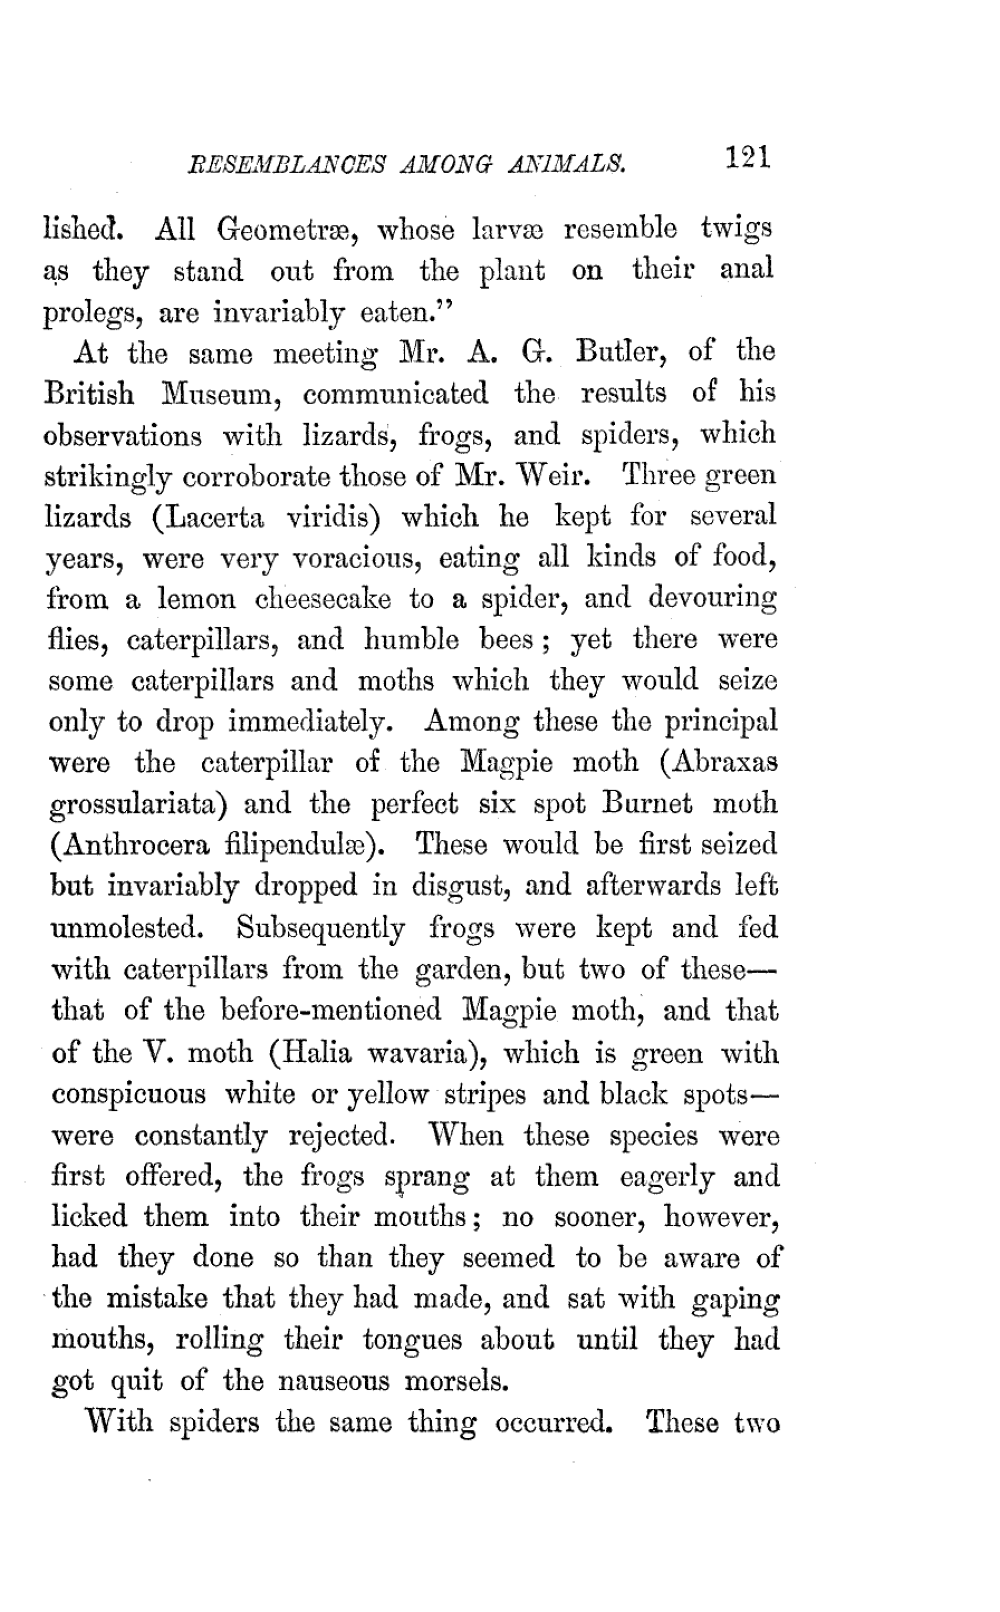 RESEMBLANCES AMONG ANIMALS. 121
lished. All Geometræ, whose larvæ resemble twigs
as they stand out from the plant on their anal
prolegs, are invariably eaten.”
At the same meeting Mr. A. G. Butler, of the
British Museum, communicated the results of his
observations with lizards, frogs, and spiders, which
strikingly corroborate those of Mr. Weir. Three green
lizards (Lacerta viridis) which he kept for several
years, were very voracious, eating all kinds of food,
from a lemon cheesecake to a spider, and devouring
flies, caterpillars, and humble bees; yet there were
some caterpillars and moths which they would seize
only to drop immediately. Among these the principal
were the caterpillar of the Magpie moth (Abraxas
grossulariata) and the perfect six spot Burnet moth
(Anthrocera filipendulæ). These would be first seized
but invariably dropped in disgust, and afterwards left
unmolested. Subsequently frogs were kept and fed
with caterpillars from the garden, but two of these—
that of the before-mentioned Magpie moth, and that
of the V. moth (Halia wavaria), which is green with
conspicuous white or yellow stripes and black spots—
were constantly rejected. When these species were
first offered, the frogs sprang at them eagerly and
licked them into their mouths; no sooner, however,
had they done so than they seemed to be aware of
the mistake that they had made, and sat with gaping
mouths, rolling their tongues about until they had
got quit of the nauseous morsels.
With spiders the same thing occurred. These two